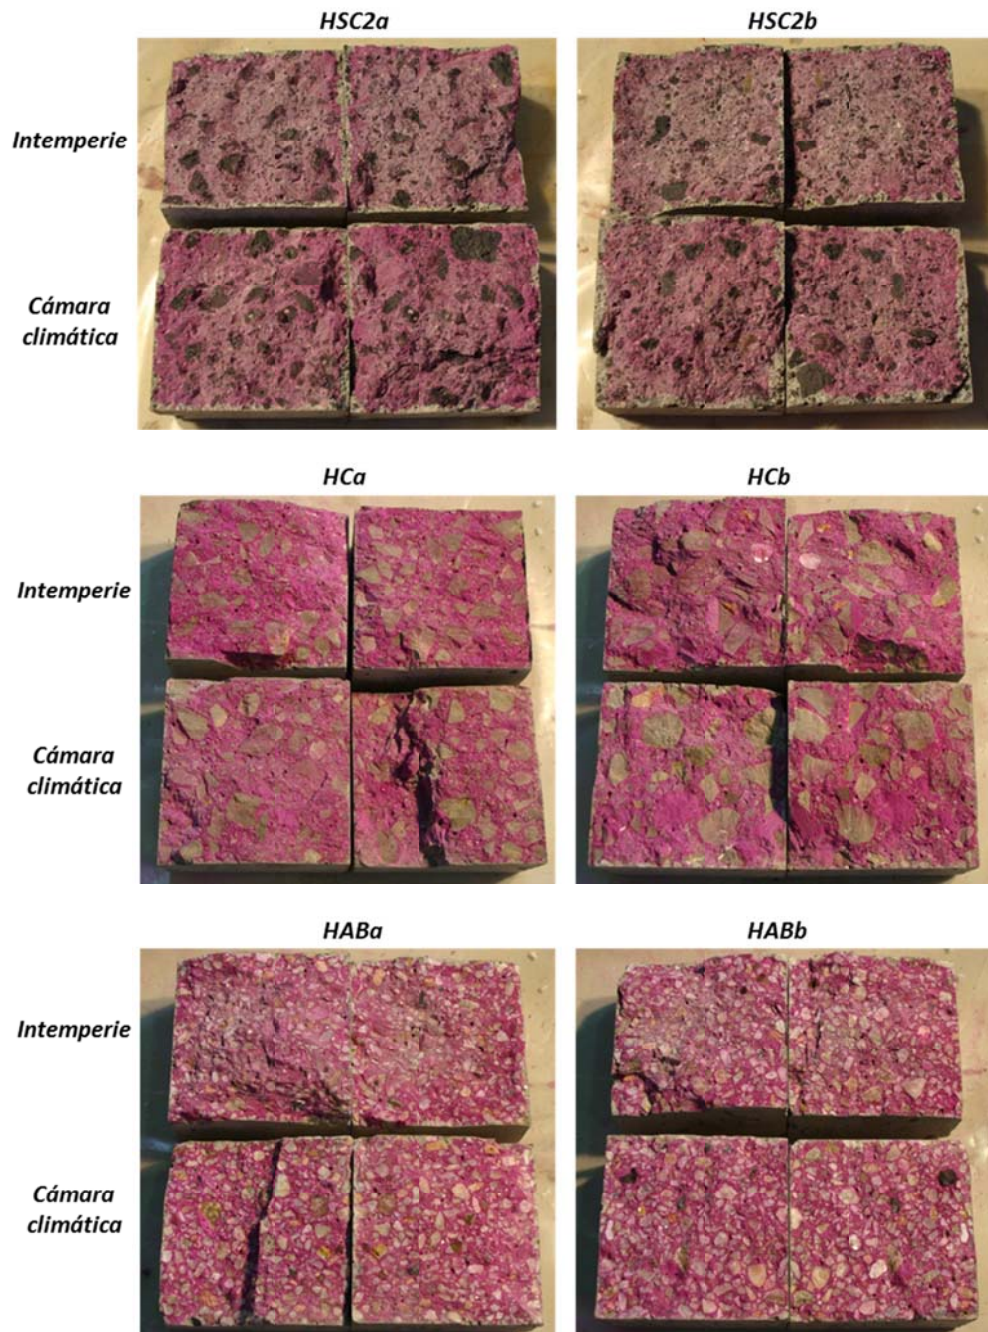 HSC2a
HSC2b
Intemperie
Cámara
climática
HCa
HCb
Intemperie
Cámara
climática
HABa
HABb
Intemperie
Cámara
climática